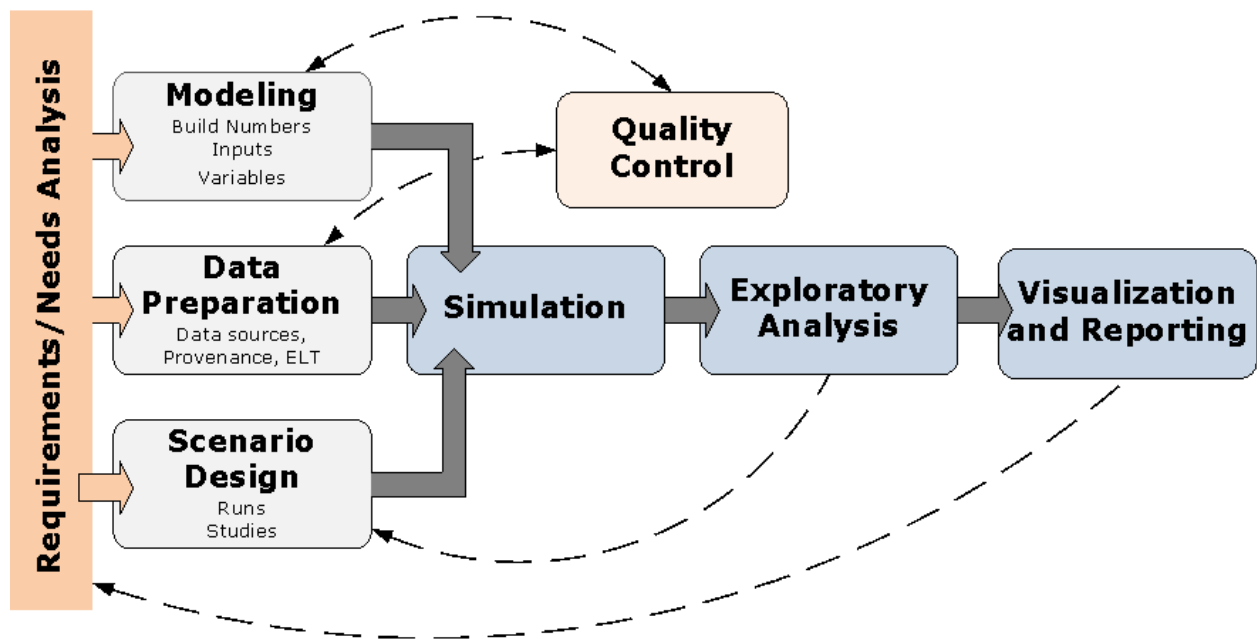 Requirements/Needs Analysis
Modeling
Build Numbers
Inputs
Variables
Quality
Control
Data
Preparation
Data sources,
Provenance, ELT
Simulation
Exploratory
Analysis
Visualization
and Reporting
Scenario
Design
Runs
Studies